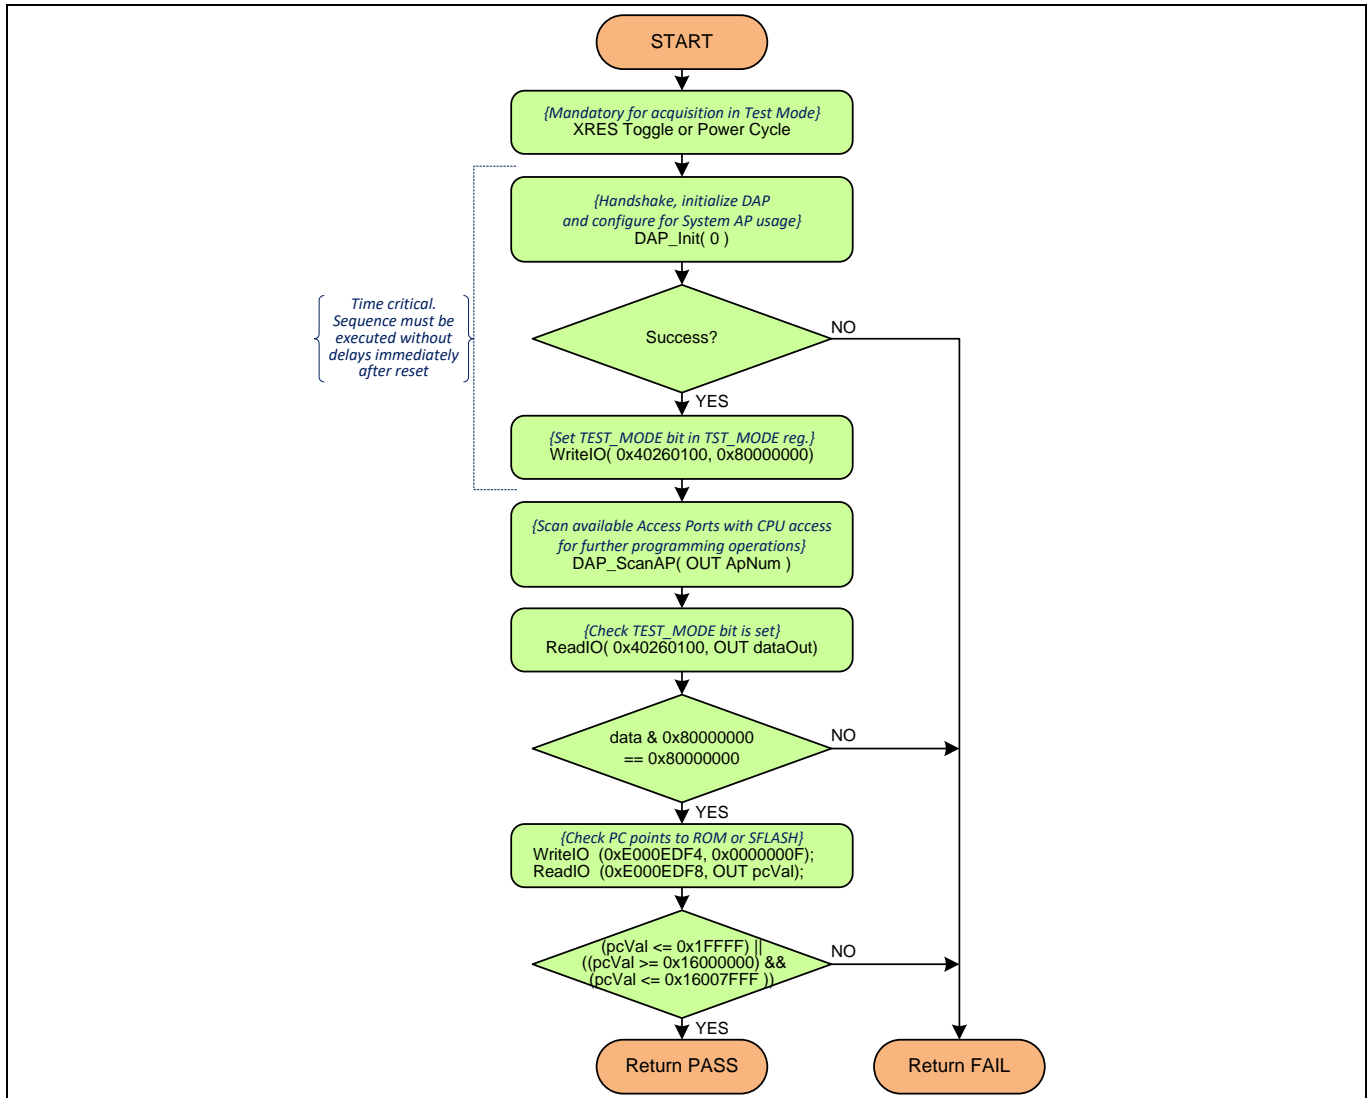 START
{Mandatory for acquisition in Test Mode}
XRES Toggle or Power Cycle
{Handshake, initialize DAP
and configure for System AP usage}
DAP_Init( 0 )
Time critical.
Sequence must be
executed without
delays immediately
after reset
Success?
NO
YES
{Set TEST_MODE bit in TST_MODE reg.}
WriteIO( 0x40260100, 0x80000000)
{Scan available Access Ports with CPU access
for further programming operations}
DAP_ScanAP( OUT ApNum )
{Check TEST_MODE bit is set}
ReadIO( 0x40260100, OUT dataOut)
data & 0x80000000
== 0x80000000
NO
YES
{Check PC points to ROM or SFLASH}
WriteIO (0xE000EDF4, 0x0000000F);
ReadIO (0xE000EDF8, OUT pcVal);
(pcVal <= 0x1FFFF) ||
((pcVal >= 0x16000000) &&
(pcVal <= 0x16007FFF ))
NO
YES
Return PASS
Return FAIL